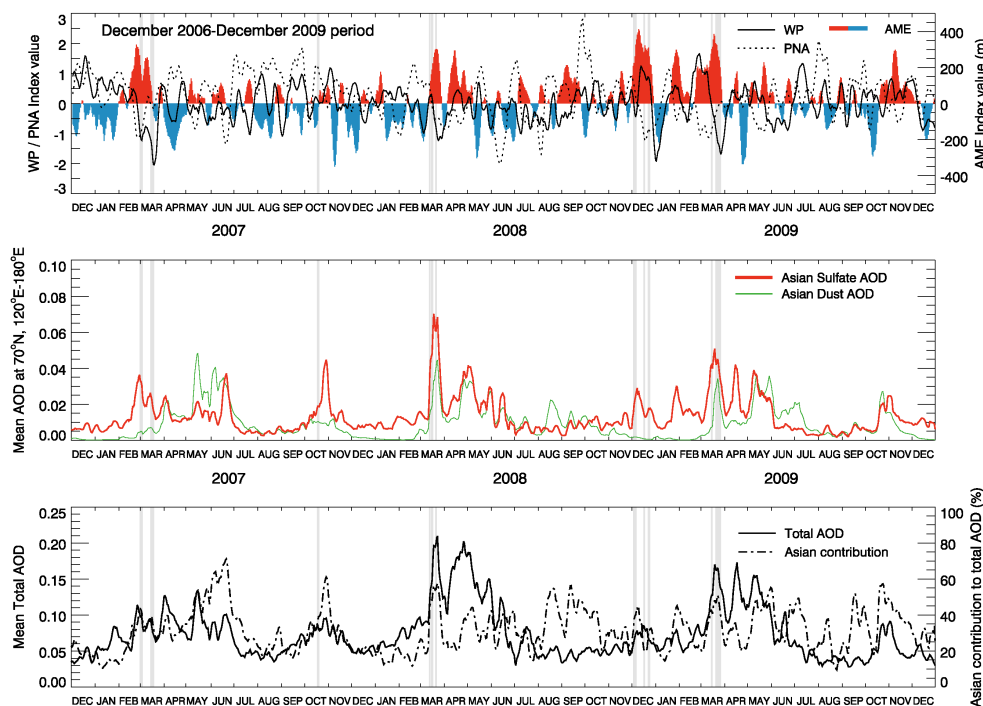 December 2006-December 2009 period
WP
PNA
AME
WP / PNA Index value
3
2
1
0
-1
-2
-3
AME Index value (m)
400
200
0
-200
-400
DEC JAN FEB MAR APR MAY JUN JUL AUG SEP OCT NOV DEC JAN FEB MAR APR MAY JUN JUL AUG SEP OCT NOV DEC JAN FEB MAR APR MAY JUN JUL AUG SEP OCT NOV DEC
2007 2008 2009
Mean AOD at 70°N, 120°E-180°E
0.10
0.08
0.06
0.04
0.02
0.00
Asian Sulfate AOD
Asian Dust AOD
DEC JAN FEB MAR APR MAY JUN JUL AUG SEP OCT NOV DEC JAN FEB MAR APR MAY JUN JUL AUG SEP OCT NOV DEC JAN FEB MAR APR MAY JUN JUL AUG SEP OCT NOV DEC
2007 2008 2009
Mean Total AOD
0.25
0.20
0.15
0.10
0.05
0.00
Total AOD
Asian contribution
Asian contribution to total AOD (%)
100
80
60
40
20
0
DEC JAN FEB MAR APR MAY JUN JUL AUG SEP OCT NOV DEC JAN FEB MAR APR MAY JUN JUL AUG SEP OCT NOV DEC JAN FEB MAR APR MAY JUN JUL AUG SEP OCT NOV DEC